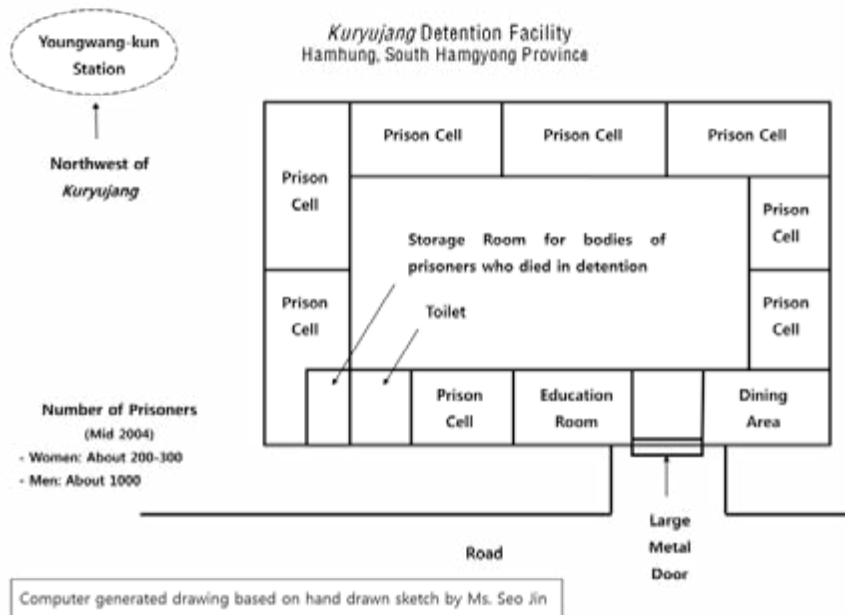 Youngwang-kun
Station
Kuryujang Detention Facility
Hamhung, South Hamgyong Province
Northwest of
Kuryujang
Prison Cell
Prison Cell
Prison Cell
Prison
Cell
Prison
Cell
Storage Room for bodies of
prisoners who died in detention
Prison
Cell
Prison
Cell
Toilet
Prison
Cell
Education
Room
Dining
Area
Number of Prisoners
(Mid 2004)
- Women: About 200-300
- Men: About 1000
Large
Metal
Door
Road
Computer generated drawing based on hand drawn sketch by Ms. Seo Jin